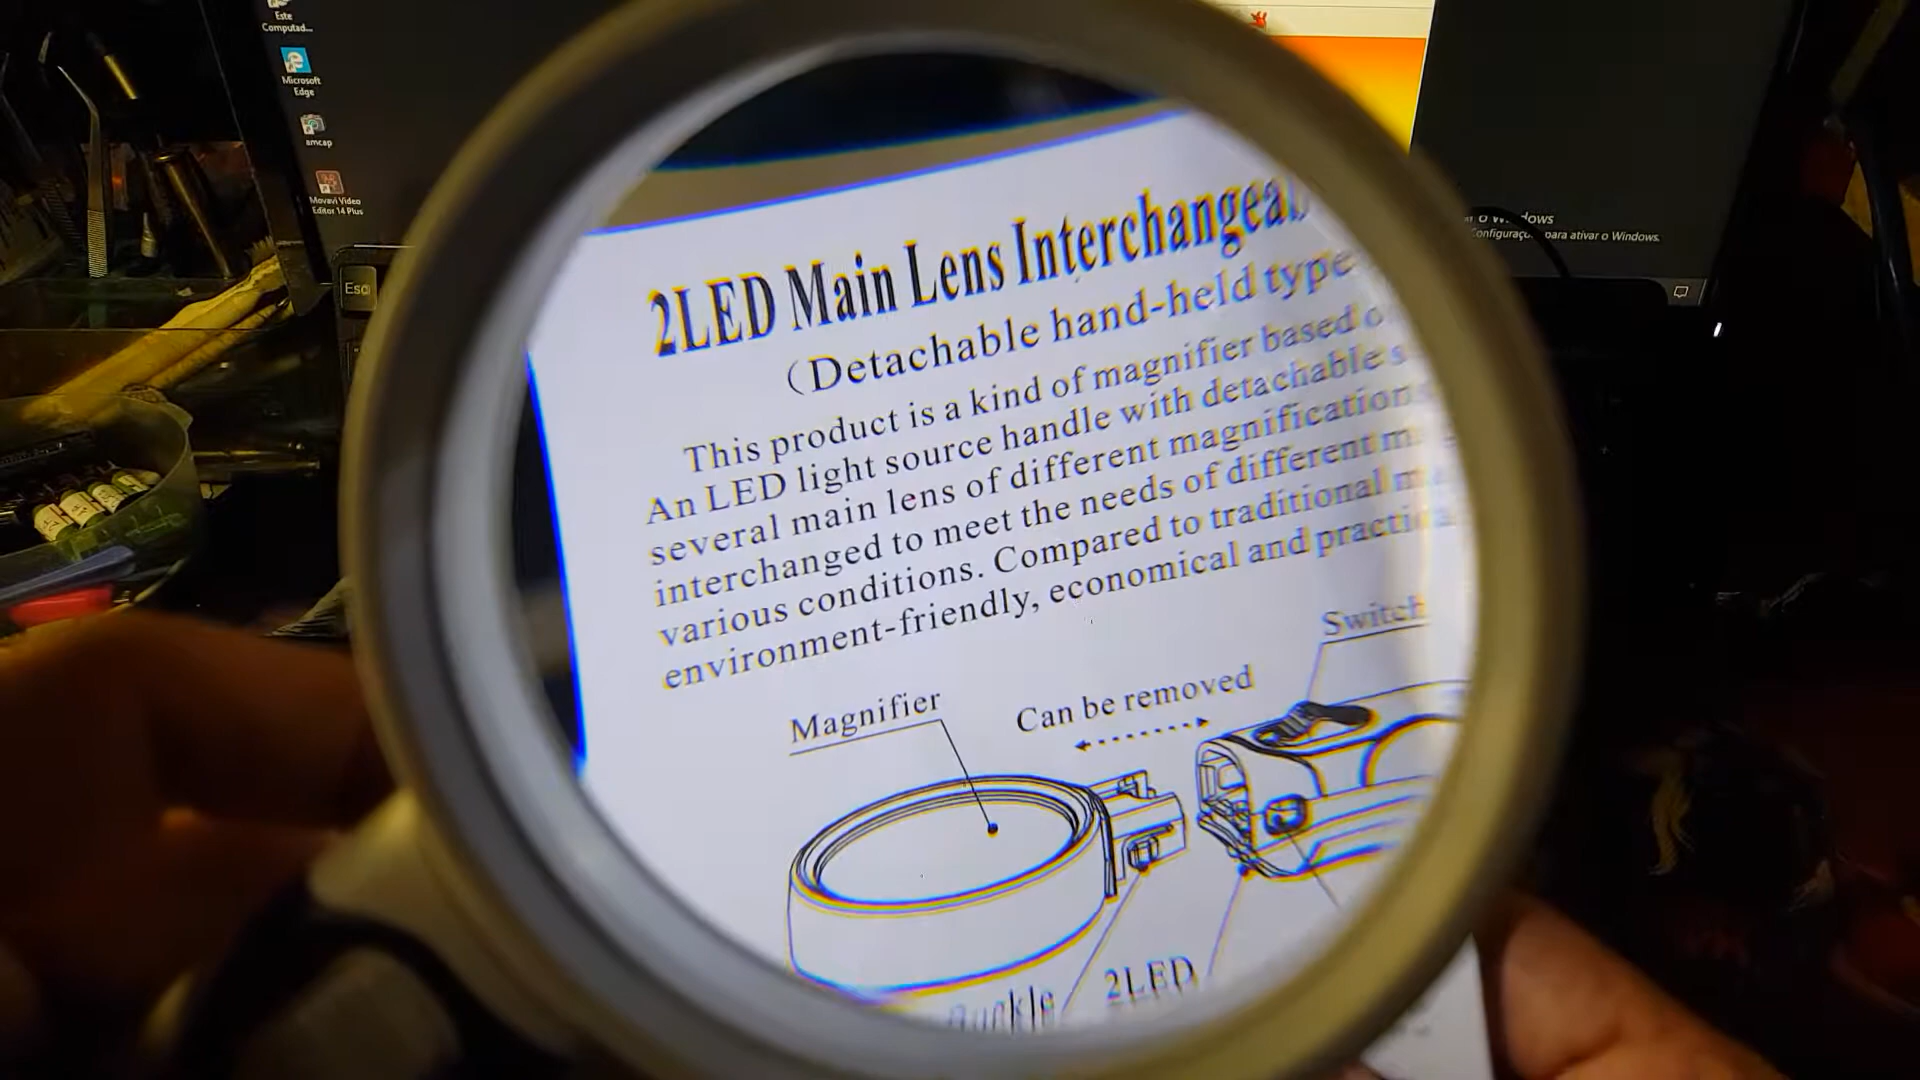 Este
Computad...
Microsoft
Edge
amcap
Movavi Video
Editor 14 Plus
Esc
para ativar o Windows.
2LED Main Lens
(Detachable hand-held type
This product is a kind of magnifier based
An LED light source handle with detachable
several main lens of different magnification
interchanged to meet the needs of different
various conditions. Compared to traditional
environment-friendly, economical and
Switch
Can be removed
Magnifier
2LED